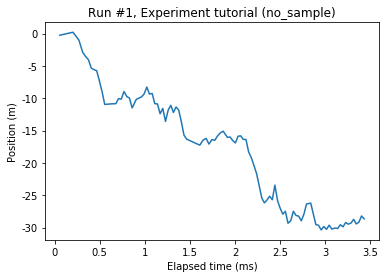 Run #1, Experiment tutorial (no_sample)
Position (m)
0
-5
-10
-15
-20
-25
-30
0 0.5 1 1.5 2 2.5 3 3.5
Elapsed time (ms)